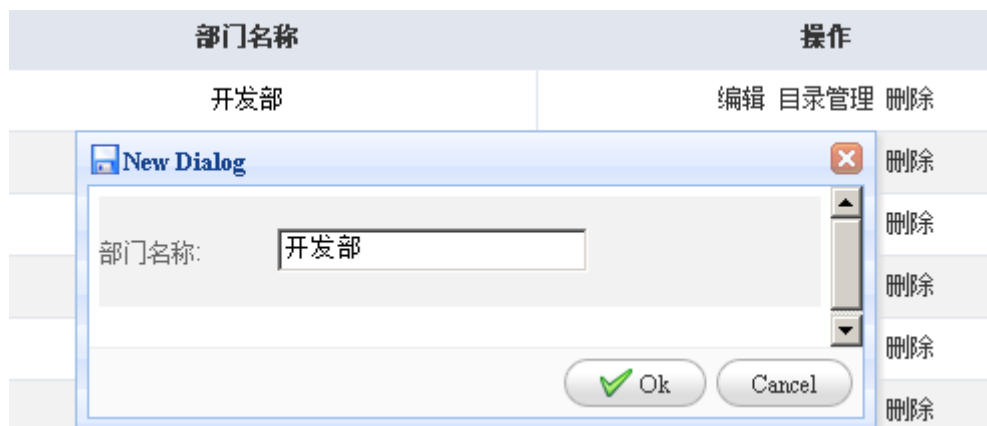 部门名称 操作
开发部 编辑 目录管理 删除
New Dialog 删除
删除
部门名称: 开发部
删除
删除
Ok Cancel
删除